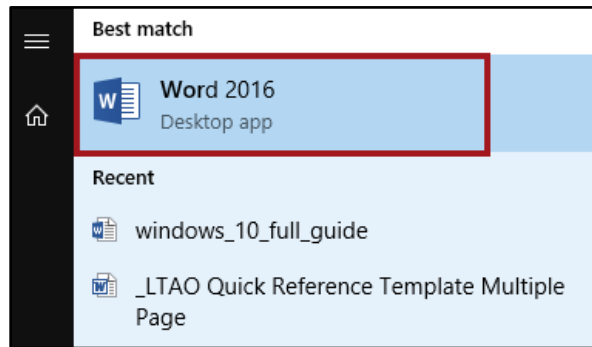 Best match
Word 2016
Desktop app
Recent
windows_10_full_guide
_LTAO Quick Reference Template Multiple
Page